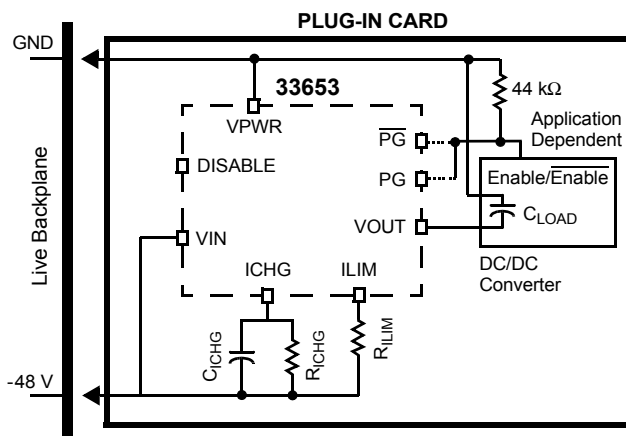 PLUG-IN CARD
GND
33653
44 kΩ
VPWR
Application
Dependent
PG
DISABLE
PG
Enable/Enable
VOUT
CLOAD
VIN
Live Backplane
ICHG
ILIM
DC/DC
Converter
CICHG
RICHG
RILIM
-48 V